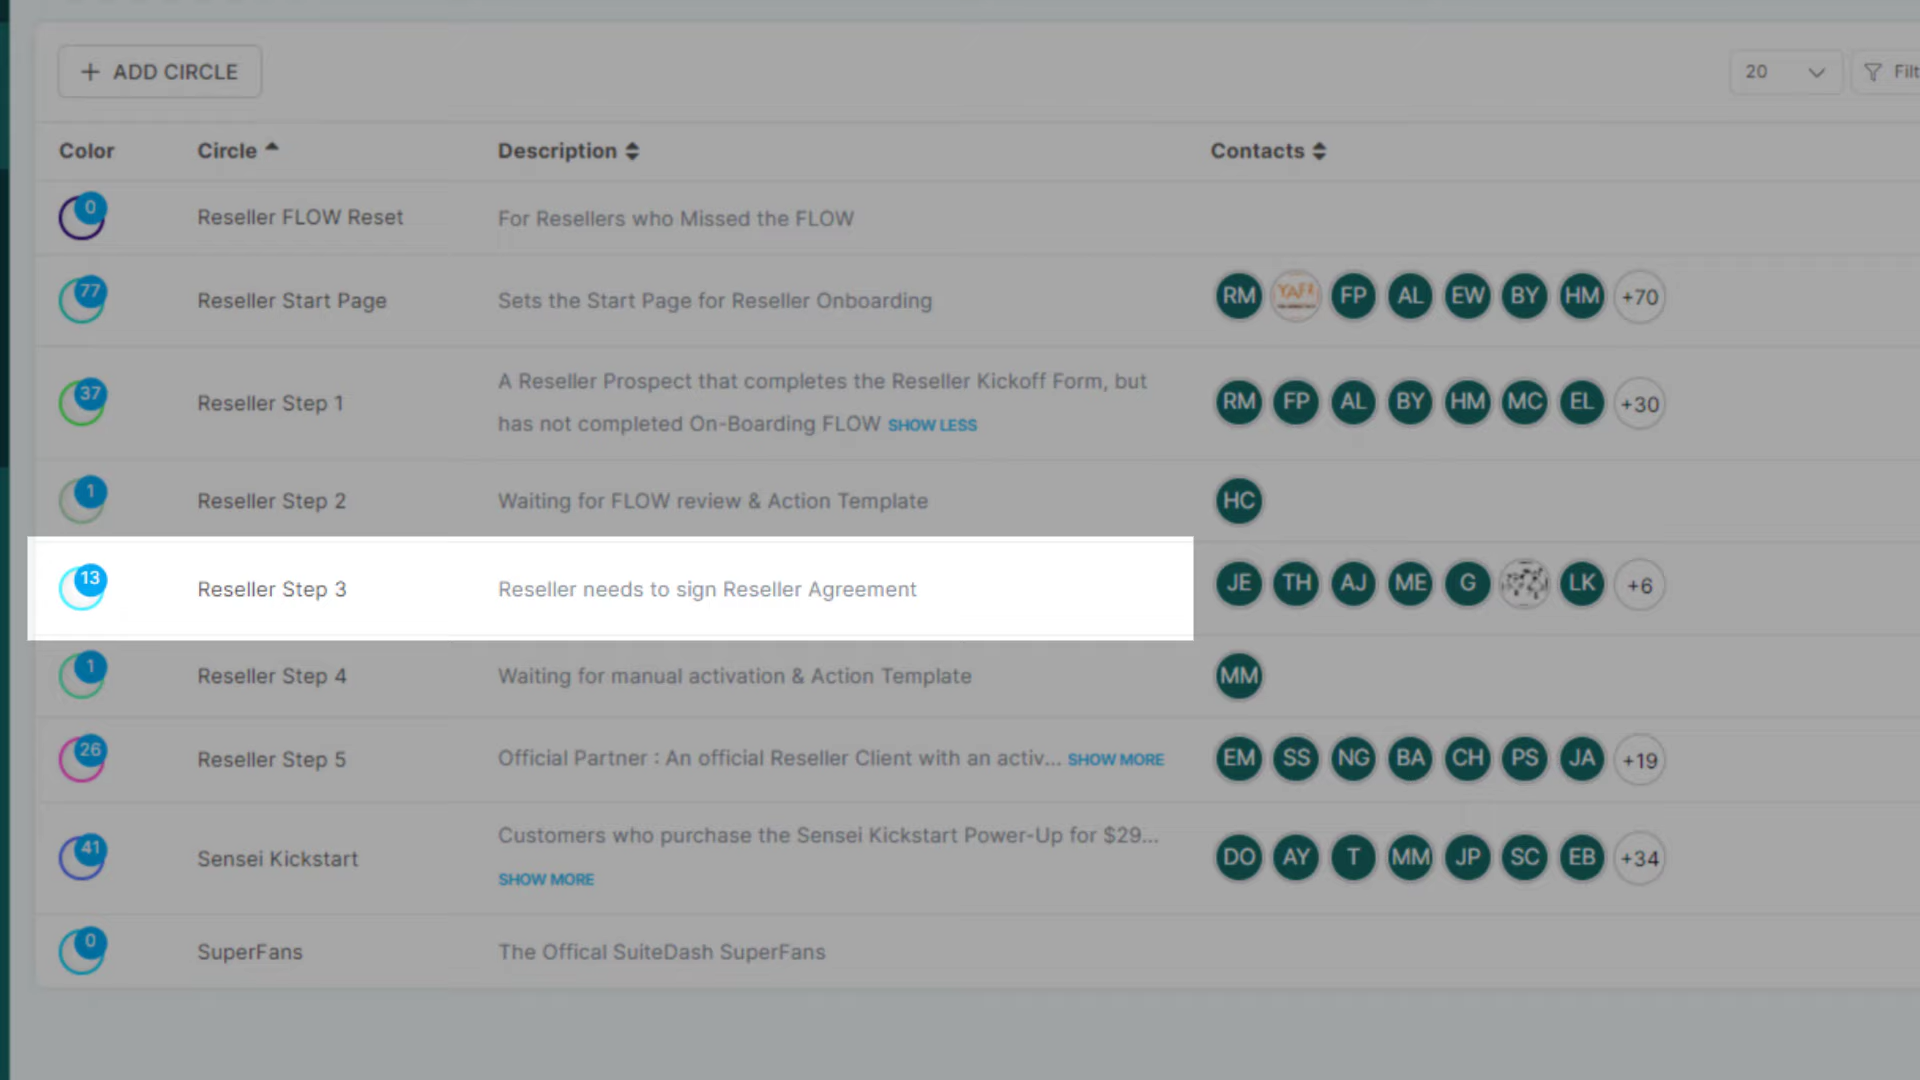 + ADD CIRCLE
20
Filt
Color Circle Description Contacts
0 Reseller FLOW Reset For Resellers who Missed the FLOW
77 Reseller Start Page Sets the Start Page for Reseller Onboarding RM FP AL EW BY HM +70
37 Reseller Step 1 A Reseller Prospect that completes the Reseller Kickoff Form, but
has not completed On-Boarding FLOW SHOW LESS
RM FP AL BY HM MC EL +30
1 Reseller Step 2 Waiting for FLOW review & Action Template HC
13 Reseller Step 3 Reseller needs to sign Reseller Agreement JE TH AJ ME G LK +6
1 Reseller Step 4 Waiting for manual activation & Action Template MM
26 Reseller Step 5 Official Partner : An official Reseller Client with an activ... SHOW MORE EM SS NG BA CH PS JA +19
41 Sensei Kickstart Customers who purchase the Sensei Kickstart Power-Up for $29...
SHOW MORE
DO AY T MM JP SC EB +34
0 SuperFans The Offical SuiteDash SuperFans